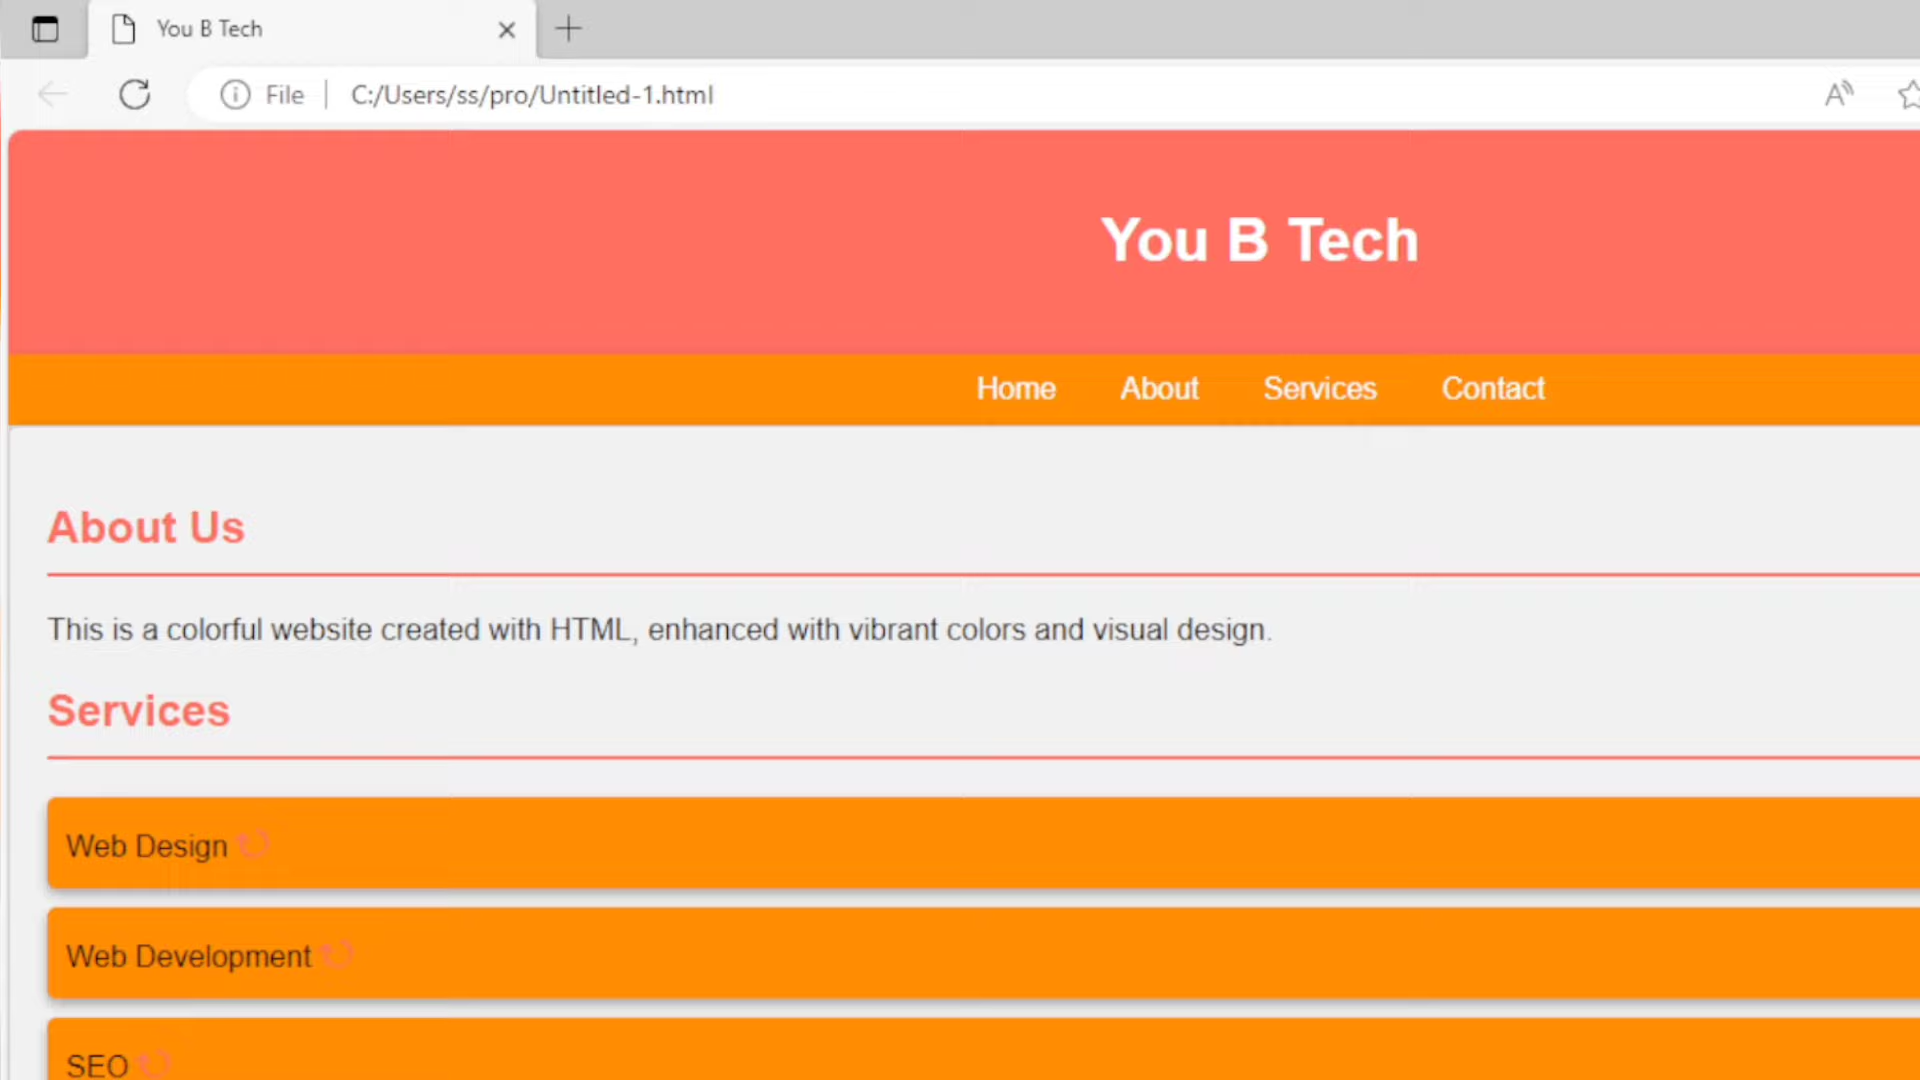 You B Tech
File C:/Users/ss/pro/Untitled-1.html
You B Tech
Home About Services Contact
About Us
This is a colorful website created with HTML, enhanced with vibrant colors and visual design.
Services
Web Design
Web Development
SEO